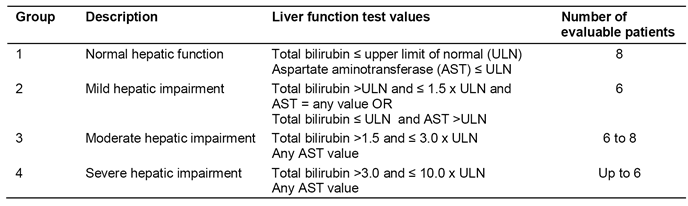 Group Description Liver function test values Number of
evaluable patients
1 Normal hepatic function Total bilirubin ≤ upper limit of normal (ULN) 8
Aspartate aminotransferase (AST) ≤ ULN
2 Mild hepatic impairment Total bilirubin >ULN and ≤ 1.5 x ULN and 6
AST = any value OR
Total bilirubin ≤ ULN and AST >ULN
3 Moderate hepatic impairment Total bilirubin >1.5 and ≤ 3.0 x ULN 6 to 8
Any AST value
4 Severe hepatic impairment Total bilirubin >3.0 and ≤ 10.0 x ULN Up to 6
Any AST value